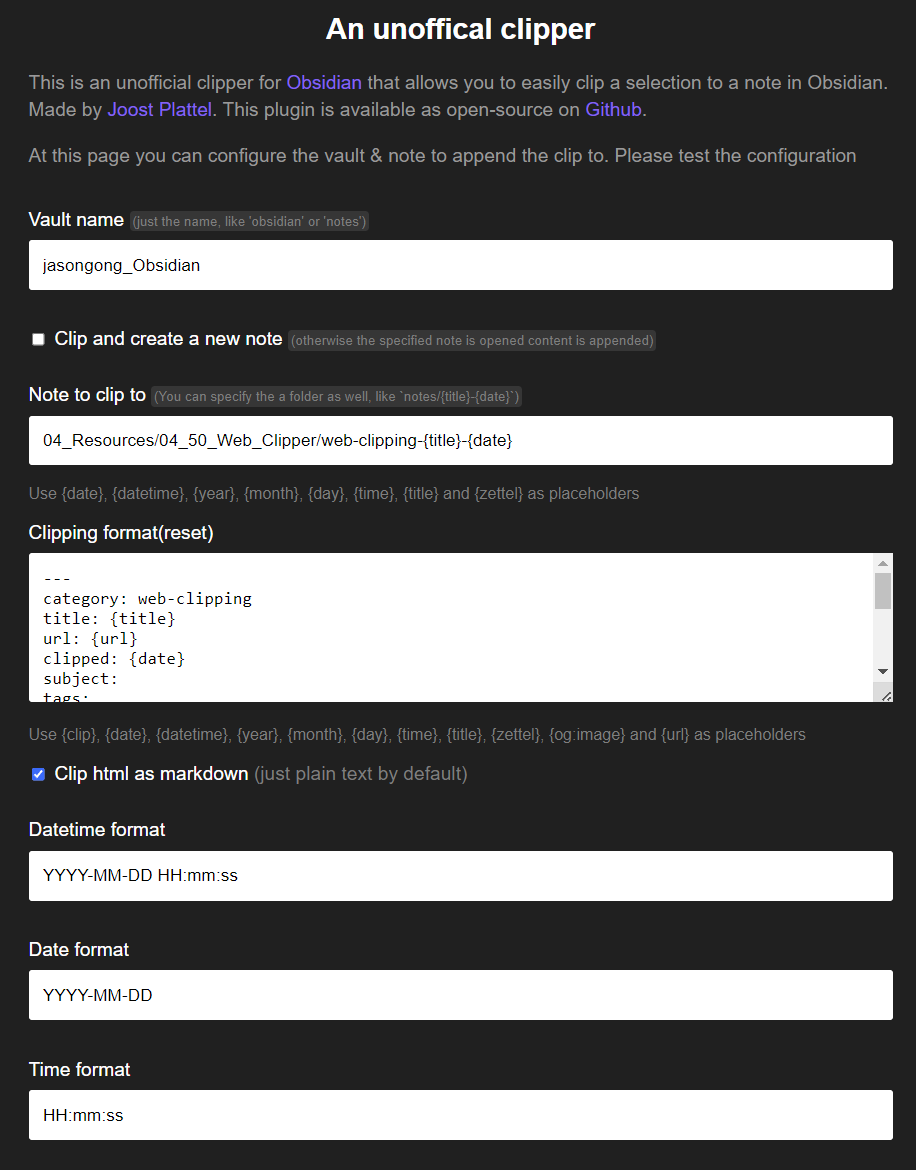 An unoffical clipper
This is an unofficial clipper for Obsidian that allows you to easily clip a selection to a note in Obsidian.
Made by Joost Plattel. This plugin is available as open-source on Github.
At this page you can configure the vault & note to append the clip to. Please test the configuration
Vault name (just the name, like 'obsidian' or 'notes')
jasongong_Obsidian
Clip and create a new note (otherwise the specified note is opened content is appended)
Note to clip to (You can specify the a folder as well, like `notes/{title}-{date}`)
04_Resources/04_50_Web_Clipper/web-clipping-{title}-{date}
Use {date}, {datetime}, {year}, {month}, {day}, {time}, {title} and {zettel} as placeholders
Clipping format(reset)
---
category: web-clipping
title: {title}
url: {url}
clipped: {date}
subject:
tags:
Use {clip}, {date}, {datetime}, {year}, {month}, {day}, {time}, {title}, {zettel}, {og:image} and {url} as placeholders
Clip html as markdown (just plain text by default)
Datetime format
YYYY-MM-DD HH:mm:ss
Date format
YYYY-MM-DD
Time format
HH:mm:ss